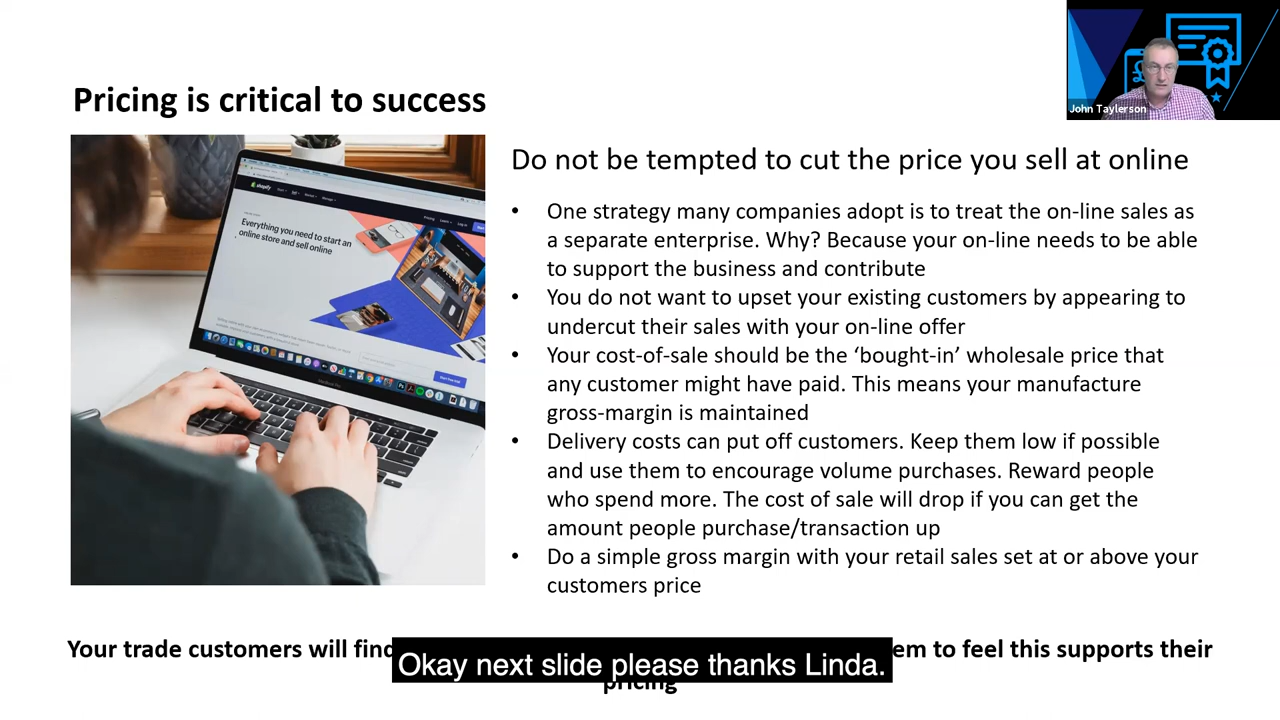 John Taylerson
Pricing is critical to success
shopify
Everything you need to start an
online store and sell online
Do not be tempted to cut the price you sell at online
• One strategy many companies adopt is to treat the on-line sales as
a separate enterprise. Why? Because your on-line needs to be able
to support the business and contribute
• You do not want to upset your existing customers by appearing to
undercut their sales with your on-line offer
• Your cost-of-sale should be the ‘bought-in’ wholesale price that
any customer might have paid. This means your manufacture
gross-margin is maintained
• Delivery costs can put off customers. Keep them low if possible
and use them to encourage volume purchases. Reward people
who spend more. The cost of sale will drop if you can get the
amount people purchase/transaction up
• Do a simple gross margin with your retail sales set at or above your
customers price
Your trade customers will find to feel this supports their
pricing
Okay next slide please thanks Linda.